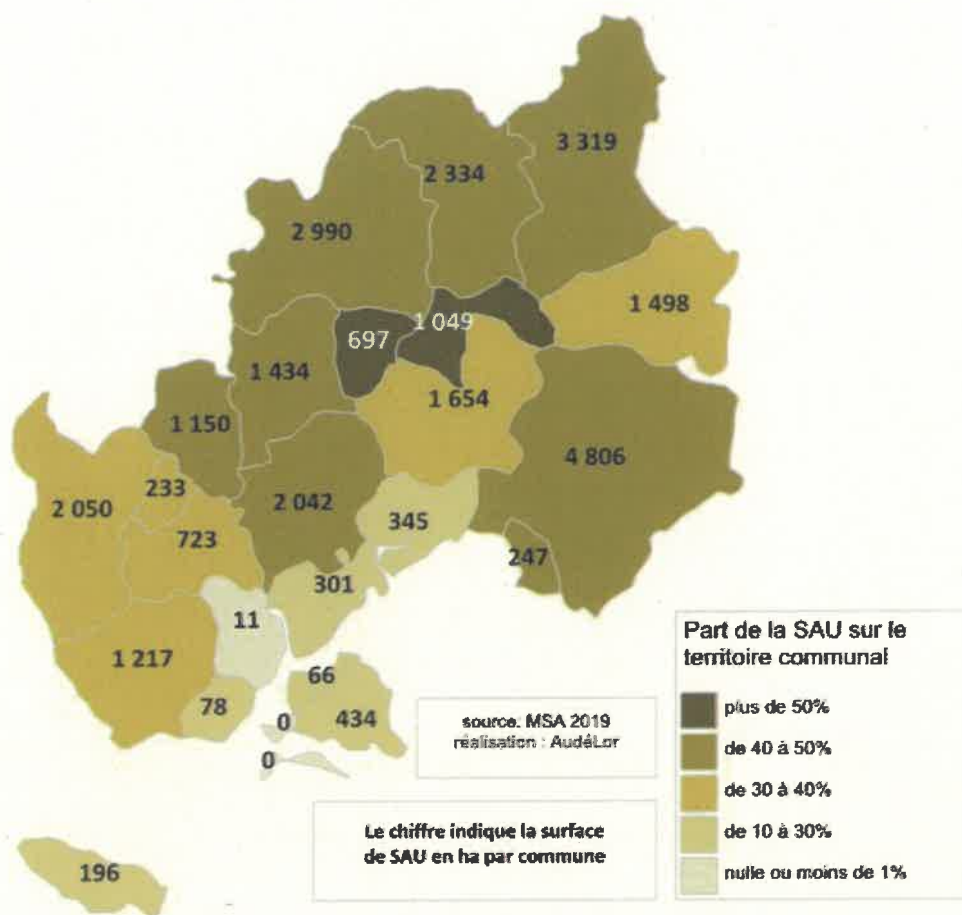 3 319
2 334
2 990
1 498
1 049
697
1 434
1 654
1 150
4 806
233
2 050
2 042
345
723
247
301
11
1 217
66
78
0
434
0
196
source: MSA 2019
réalisation : AudéLor
Le chiffre indique la surface
de SAU en ha par commune
Part de la SAU sur le
territoire communal
plus de 50%
de 40 à 50%
de 30 à 40%
de 10 à 30%
nulle ou moins de 1%